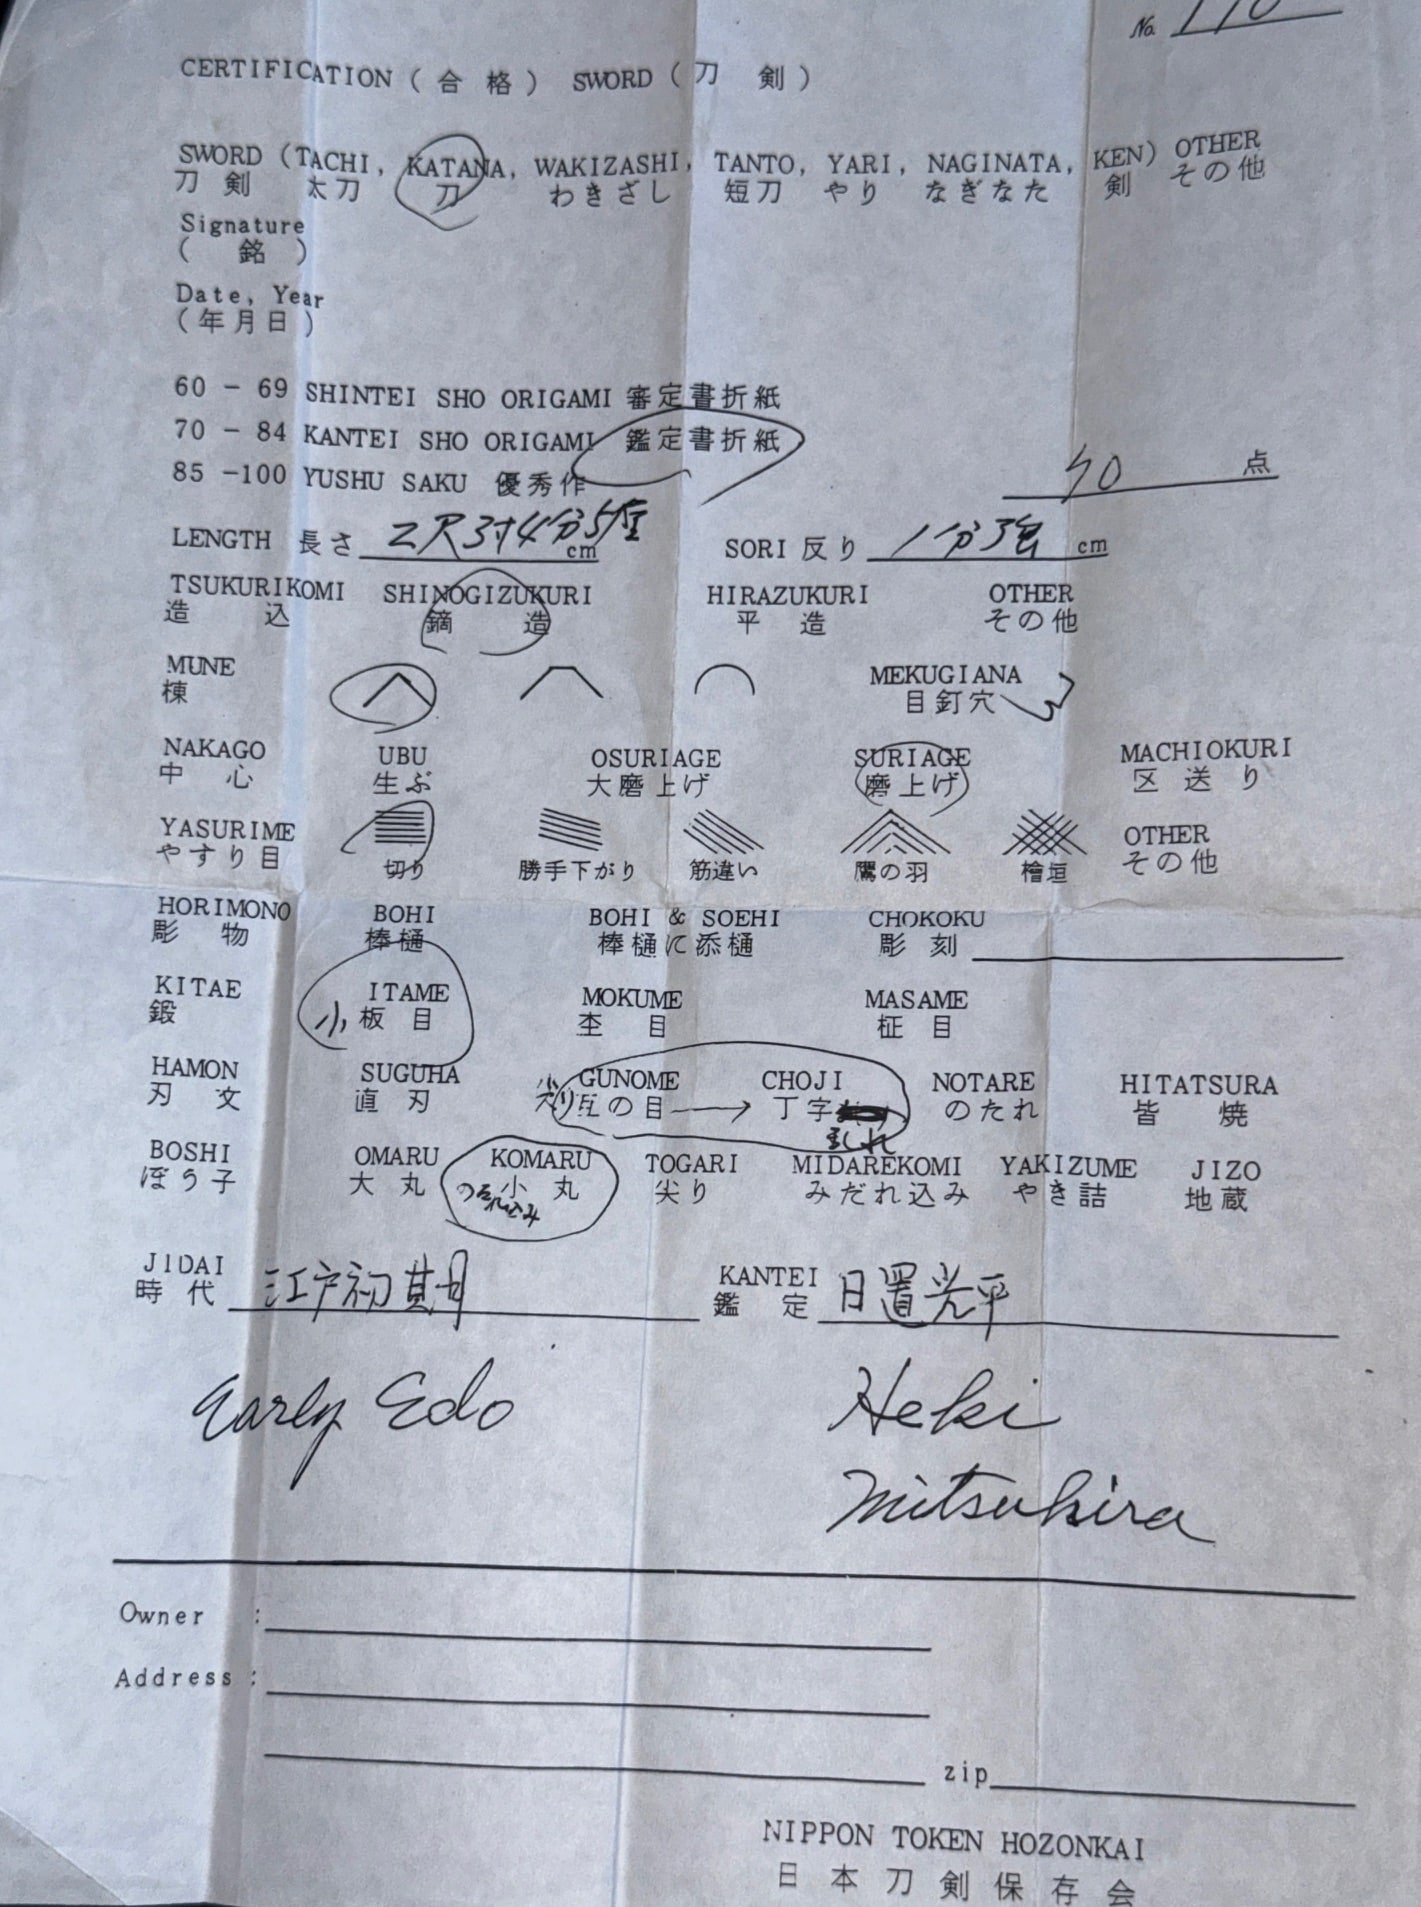 No. 170
CERTIFICATION ( 合 格 ) SWORD ( 刀 剣 )
SWORD (TACHI, KATANA, WAKIZASHI, TANTO, YARI, NAGINATA, KEN) OTHER
刀 剣 太刀 刀 わきざし 短刀 やり なぎなた 剣 その他
Signature
( 銘 )
Date, Year
(年月日)
60 - 69 SHINTEI SHO ORIGAMI 審定書折紙
70 - 84 KANTEI SHO ORIGAMI 鑑定書折紙
85 -100 YUSHU SAKU 優秀作
70 点
LENGTH 長さ 2尺3寸4分5厘 cm SORI 反り 1分強 cm
TSUKURIKOMI SHINOGIZUKURI HIRAZUKURI OTHER
造 込 鎬 造 平 造 その他
MUNE MEKUGIANA
棟 目釘穴 3
NAKAGO UBU OSURIAGE SURIAGE MACHIOKURI
中 心 生ぶ 大磨上げ 磨上げ 区送り
YASURIME OTHER
やすり目 切り 勝手下がり 筋違い 鷹の羽 檜垣 その他
HORIMONO BOHI BOHI & SOEHI CHOKOKU
彫 物 棒樋 棒樋に添樋 彫 刻
KITAE ITAME MOKUME MASAME
鍛 小 板 目 杢 目 柾 目
HAMON SUGUHA GUNOME CHOJI NOTARE HITATSURA
刃 文 直 刃 尖り互の目 → 丁字 のたれ 皆 焼
乱れ
BOSHI OMARU KOMARU TOGARI MIDAREKOMI YAKIZUME JIZO
ぼう子 大 丸 小 丸 尖り みだれ込み やき詰 地蔵
JIDAI KANTEI
時 代 江戸初期 鑑 定 日置光平
Early Edo Heki
Mitsuhira
Owner :
Address :
zip
NIPPON TOKEN HOZONKAI
日本刀剣保存会